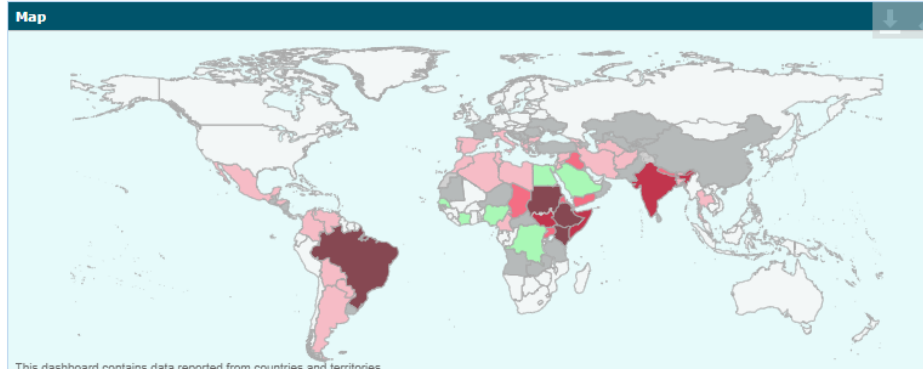 Map
This dashboard contains data reported from countries and territories